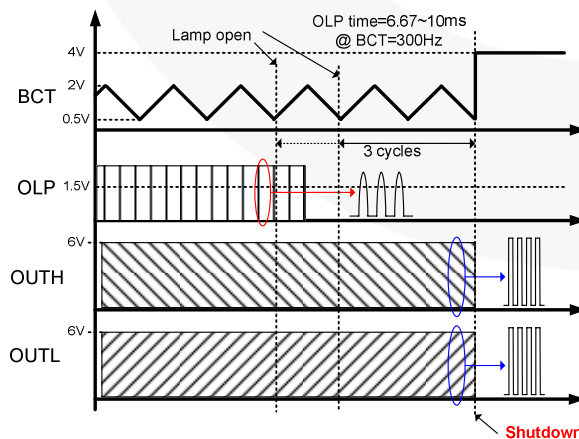 OLP time=6.67~10ms
@ BCT=300Hz
Lamp open
4V
BCT
2V
0.5V
3 cycles
OLP
1.5V
6V
OUTH
6V
OUTL
Shutdown